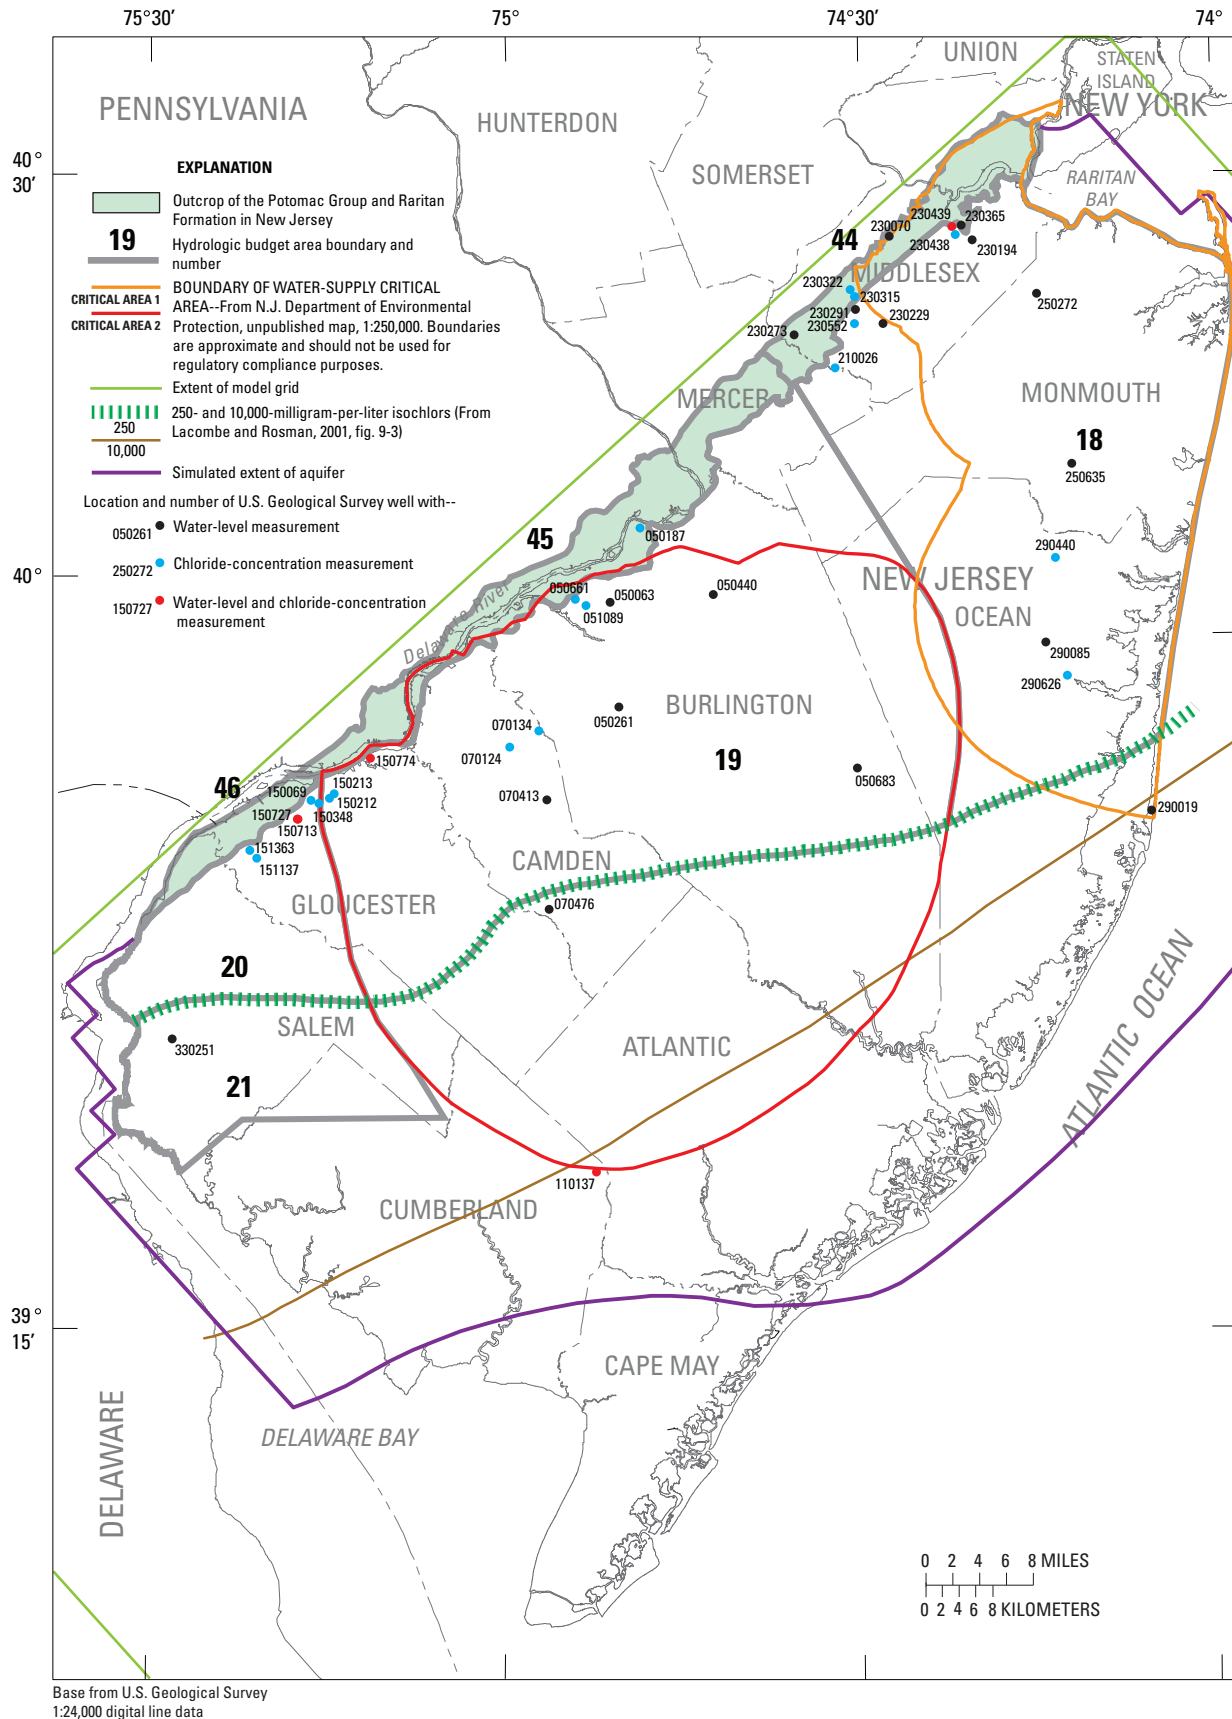 75°30’
75°
74°30’
74°
UNION
STATEN
ISLAND
NEW YORK
PENNSYLVANIA
HUNTERDON
SOMERSET
40°
30’
RARITAN
BAY
EXPLANATION
Outcrop of the Potomac Group and Raritan
Formation in New Jersey
19
Hydrologic budget area boundary and
number
BOUNDARY OF WATER-SUPPLY CRITICAL
CRITICAL AREA 1
AREA--From N.J. Department of Environmental
CRITICAL AREA 2
Protection, unpublished map, 1:250,000. Boundaries
are approximate and should not be used for
regulatory compliance purposes.
Extent of model grid
250- and 10,000-milligram-per-liter isochlors (From
250
Lacombe and Rosman, 2001, fig. 9-3)
10,000
Simulated extent of aquifer
Location and number of U.S. Geological Survey well with--
050261
Water-level measurement
250272
Chloride-concentration measurement
150727
Water-level and chloride-concentration
measurement
230439
230365
230070
44
230438
230194
MIDDLESEX
230322
230315
250272
230291
230229
230552
230273
210026
MERCER
MONMOUTH
18
250635
45
050187
290440
40°
NEW JERSEY
050661
050063
050440
051089
OCEAN
Delaware River
290085
290626
BURLINGTON
050261
070134
070124
19
150774
050683
46
150213
150069
150212
070413
150727
150348
150713
290019
151363
151137
CAMDEN
GLOUCESTER
070476
20
SALEM
330251
ATLANTIC
21
ATLANTIC OCEAN
110137
CUMBERLAND
39°
15’
CAPE MAY
DELAWARE
DELAWARE BAY
0 2 4 6 8 MILES
0 2 4 6 8 KILOMETERS
Base from U.S. Geological Survey
1:24,000 digital line data